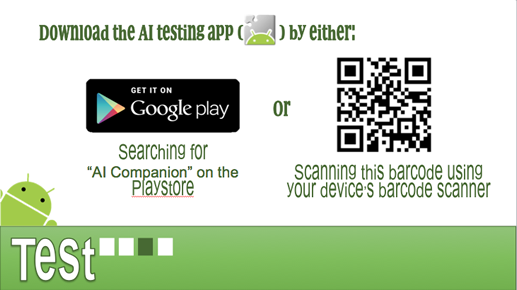 Download the AI testing app ( ) by either:
GET IT ON
Google play
or
Searching for
“AI Companion” on the
Playstore
Scanning this barcode using
your device's barcode scanner
Test